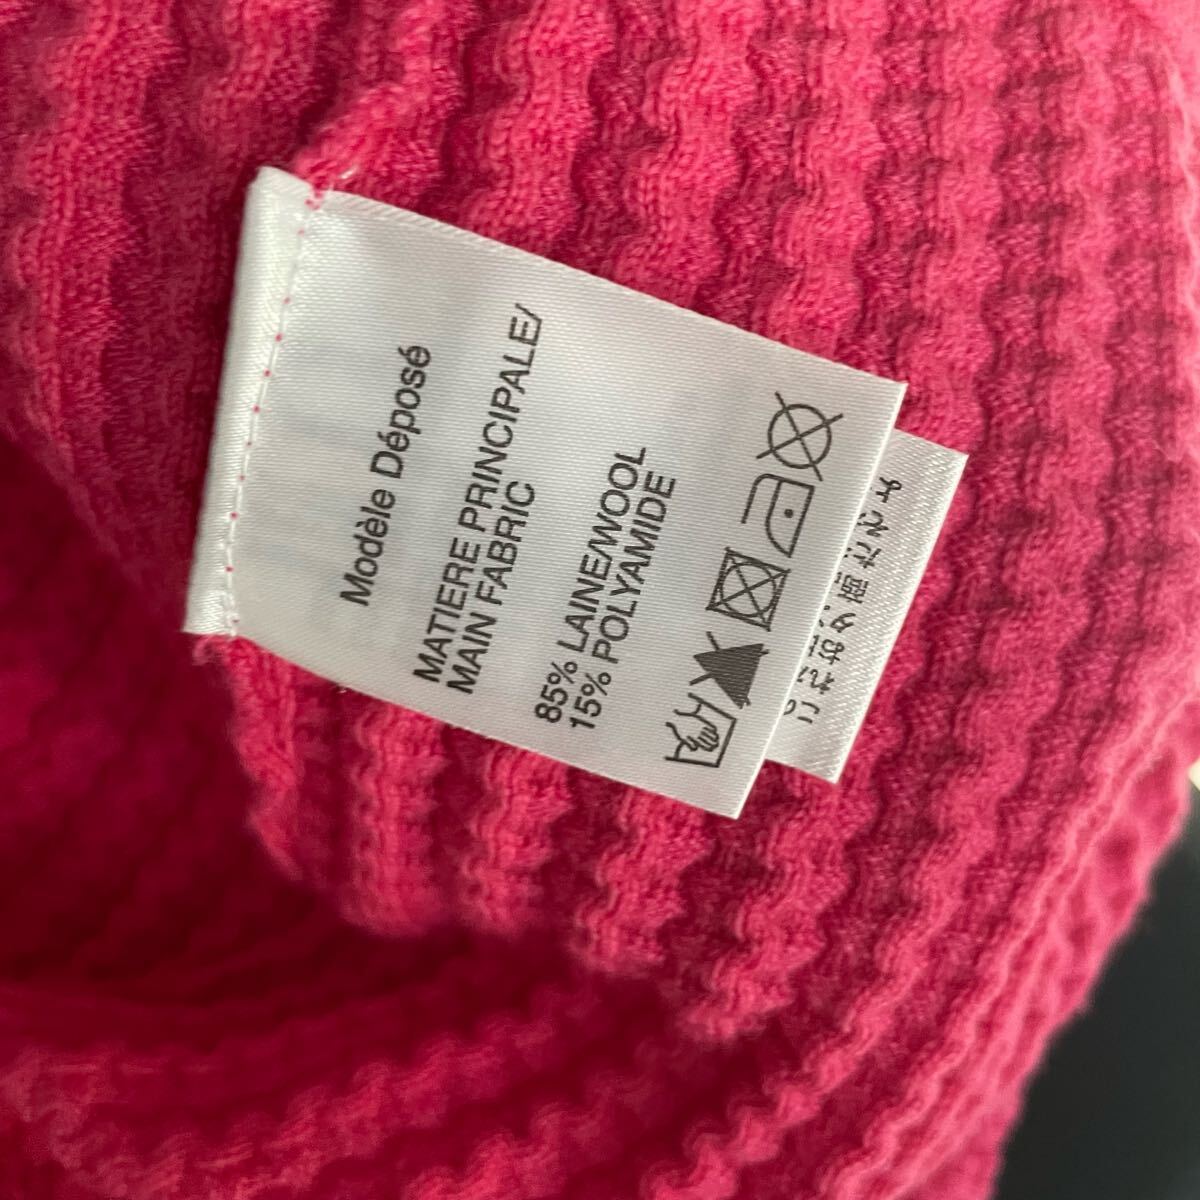 Modèle Déposé
MATIERE PRINCIPALE/
MAIN FABRIC
85% LAINE/WOOL
15% POLYAMIDE